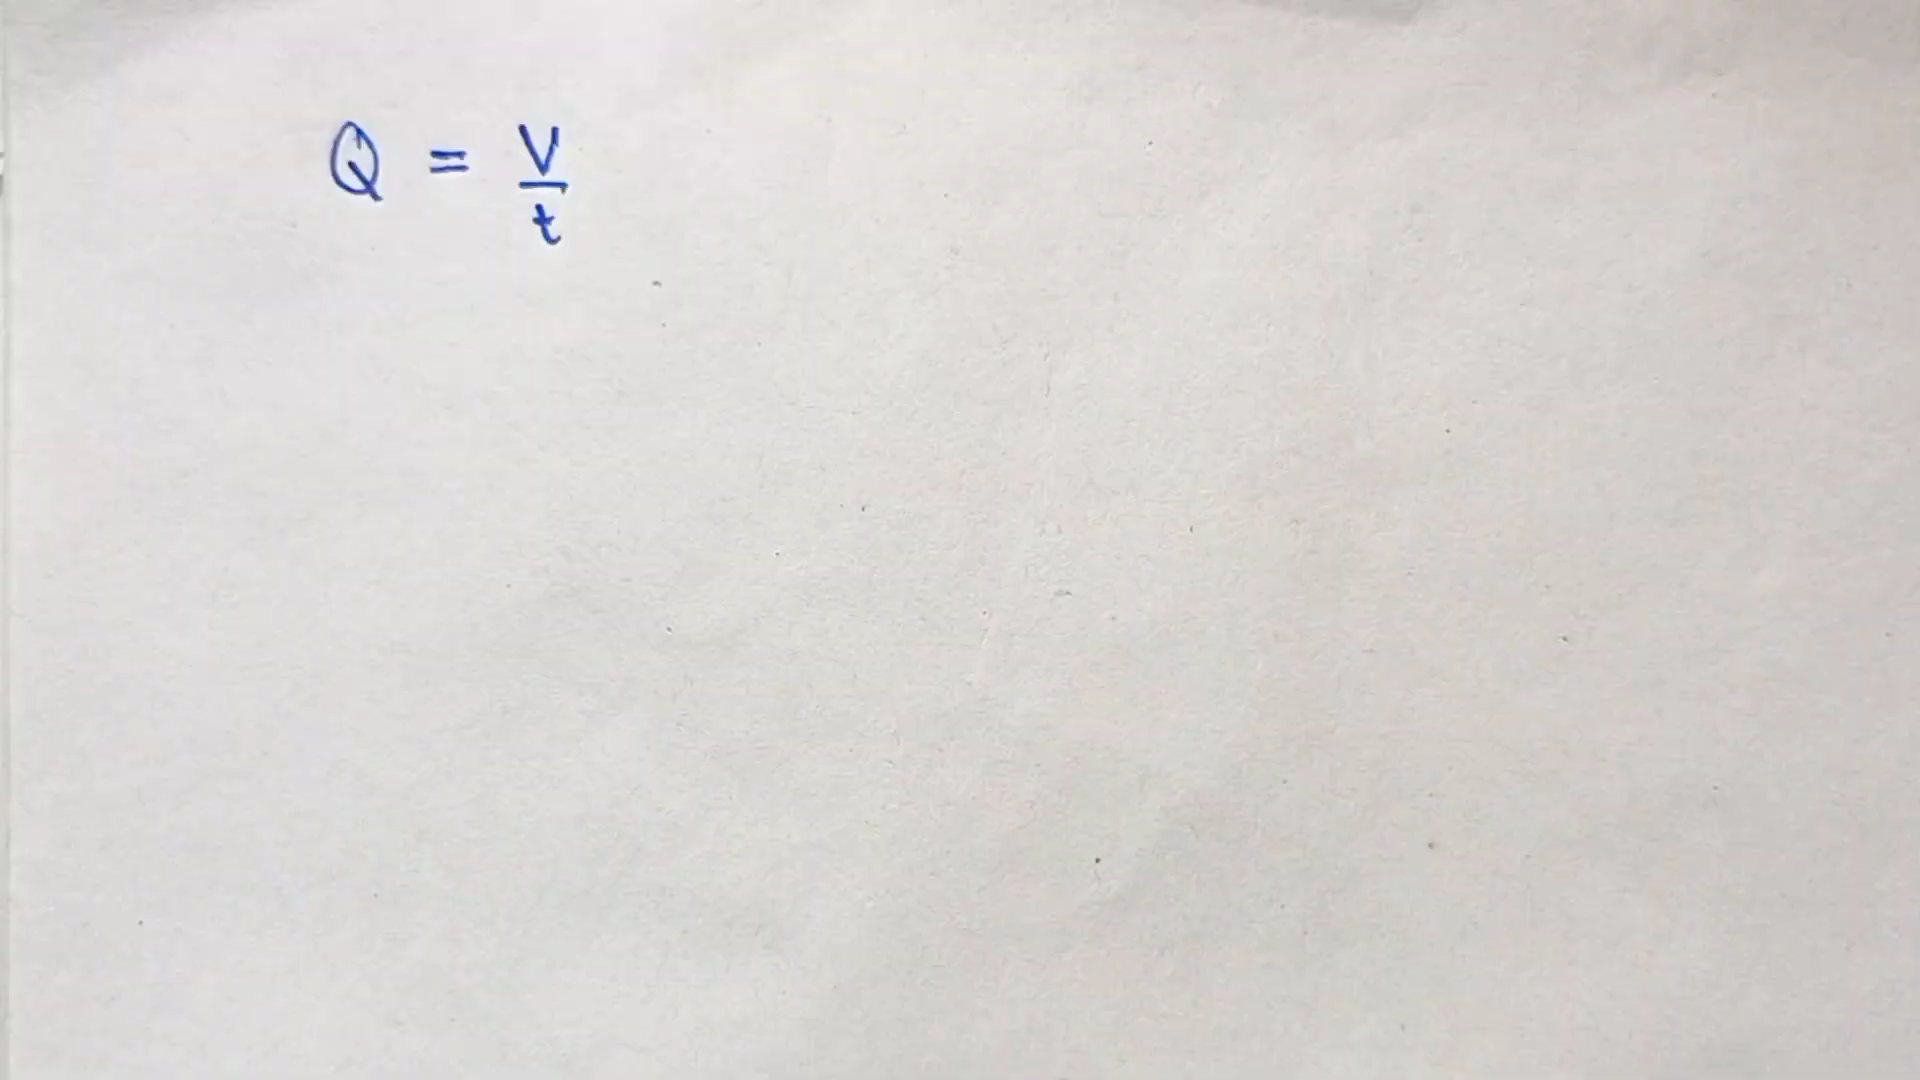 Q = V/t